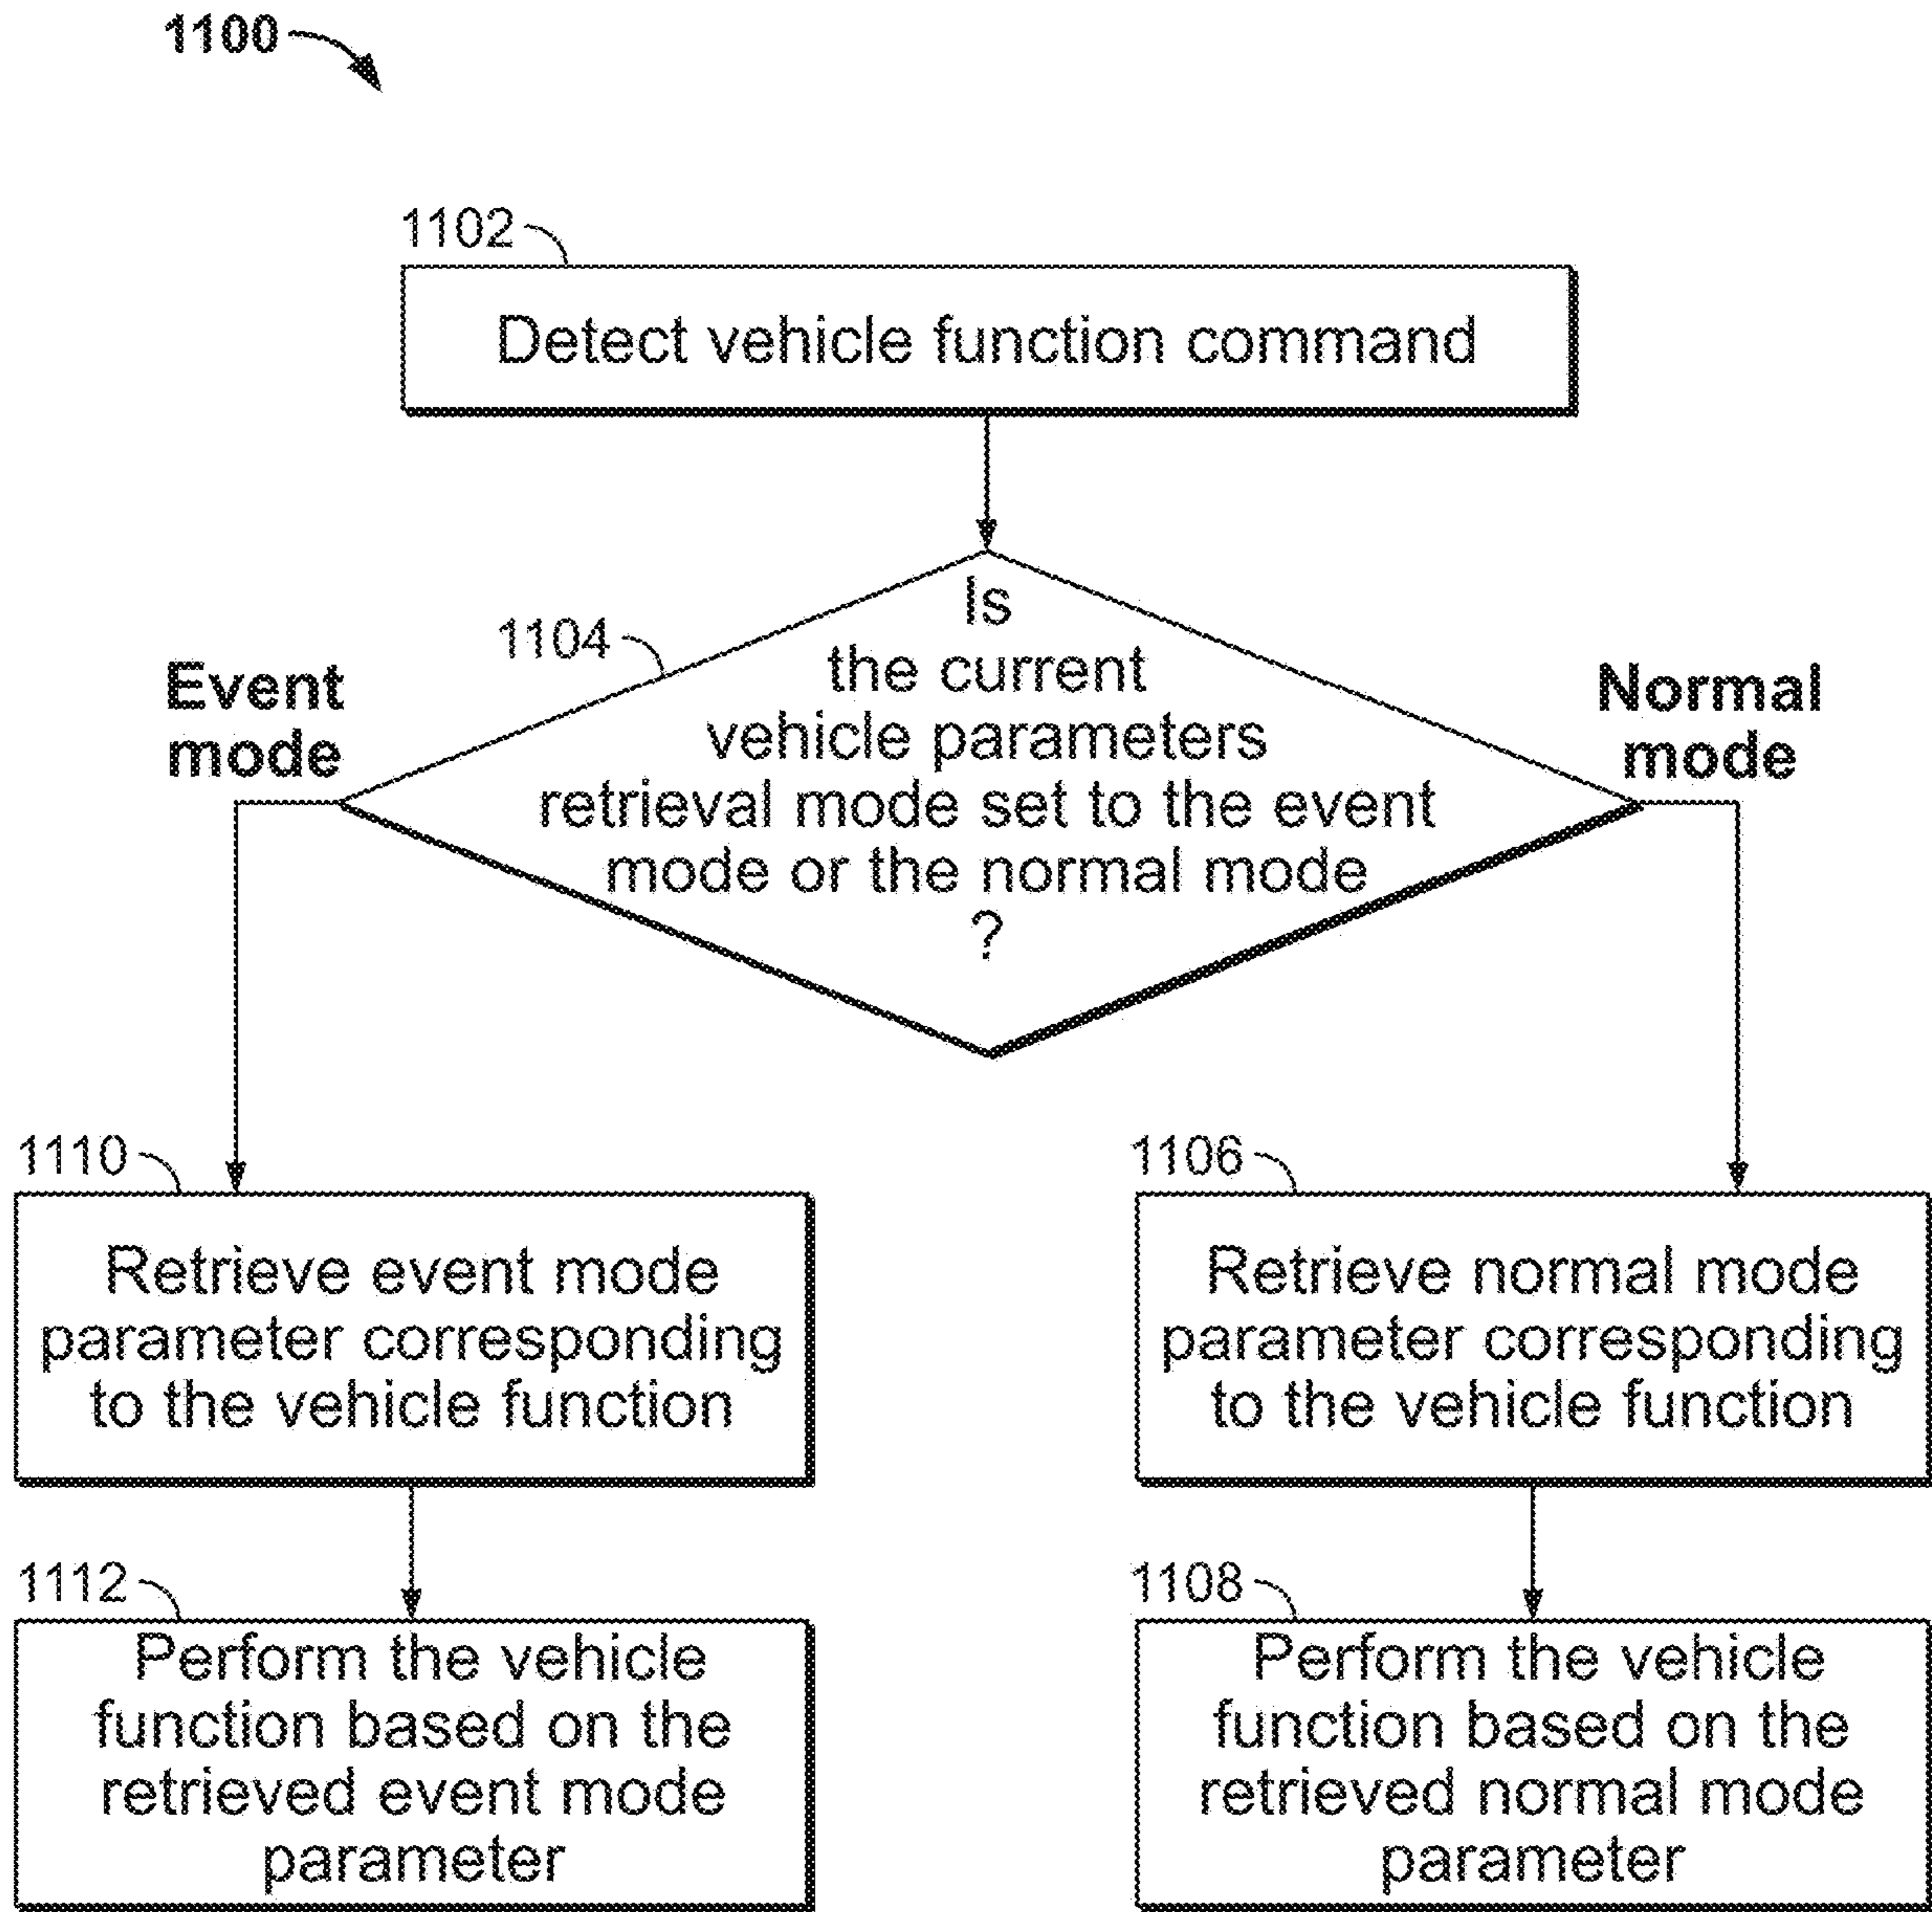 1100
1102
Detect vehicle function command
1104
Is
the current
vehicle parameters
retrieval mode set to the event
mode or the normal mode
?
Event
mode
Normal
mode
1110
Retrieve event mode
parameter corresponding
to the vehicle function
1106
Retrieve normal mode
parameter corresponding
to the vehicle function
1112
Perform the vehicle
function based on the
retrieved event mode
parameter
1108
Perform the vehicle
function based on the
retrieved normal mode
parameter